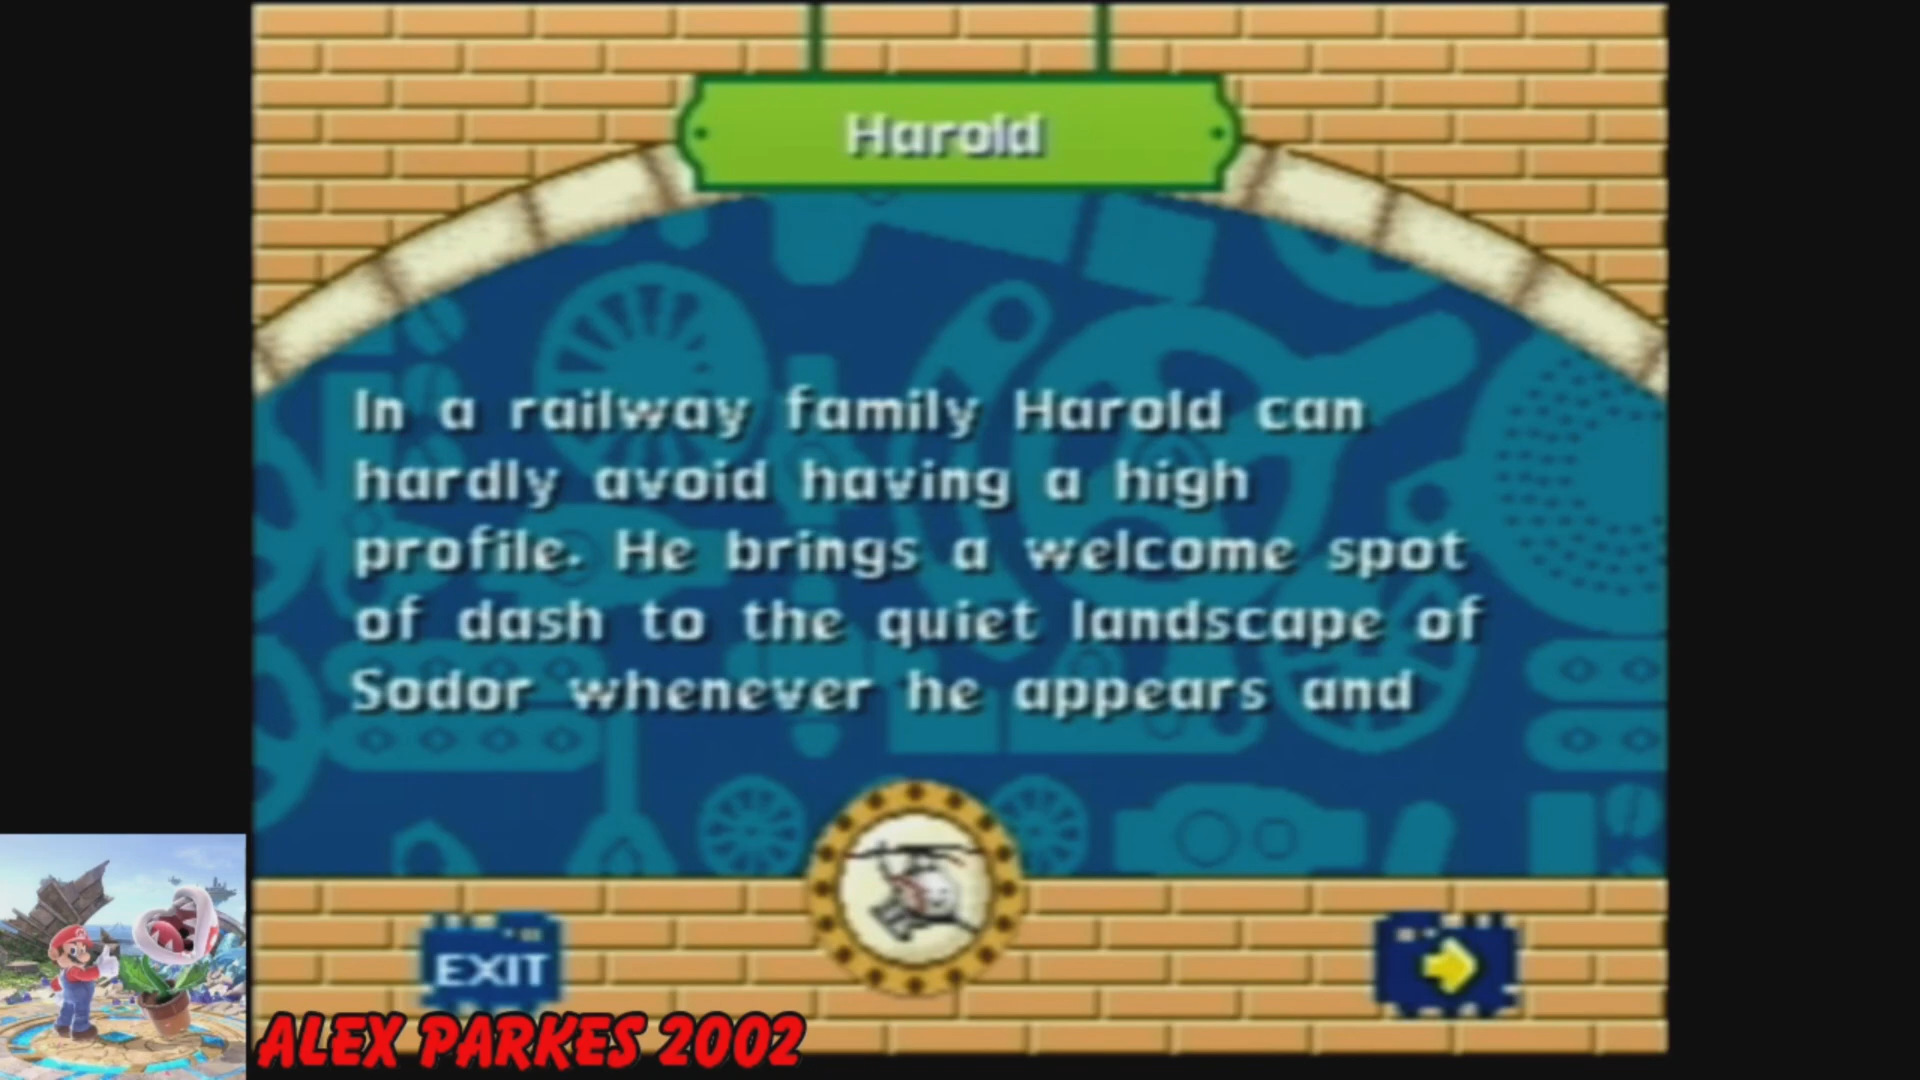 Harold
In a railway family Harold can
hardly avoid having a high
profile. He brings a welcome spot
of dash to the quiet landscape of
Sodor whenever he appears and
EXIT
ALEX PARKES 2002